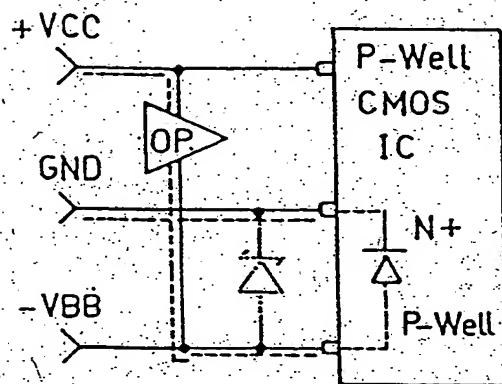 +VCC
P-Well
CMOS
IC
OP
GND
N+
P-Well
-VBB